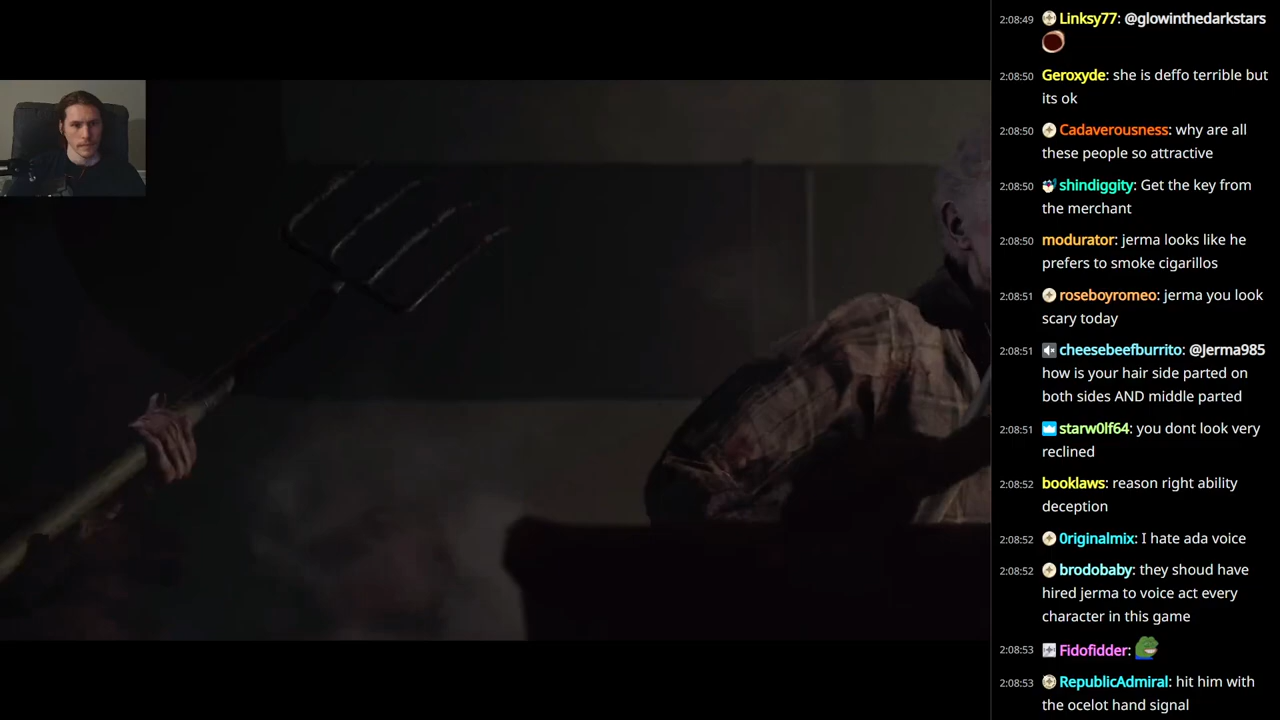 2:08:49 Linksy77: @glowinthedarkstars
2:08:50 Geroxyde: she is deffo terrible but
its ok
2:08:50 Cadaverousness: why are all
these people so attractive
2:08:50 shindiggity: Get the key from
the merchant
2:08:50 modurator: jerma looks like he
prefers to smoke cigarillos
2:08:51 roseboyromeo: jerma you look
scary today
2:08:51 cheesebeefburrito: @Jerma985
how is your hair side parted on
both sides AND middle parted
2:08:51 starw0lf64: you dont look very
reclined
2:08:52 booklaws: reason right ability
deception
2:08:52 0riginalmix: I hate ada voice
2:08:52 brodobaby: they shoud have
hired jerma to voice act every
character in this game
2:08:53 Fidofidder:
2:08:53 RepublicAdmiral: hit him with
the ocelot hand signal